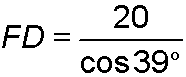 FD = 20 / cos 39°